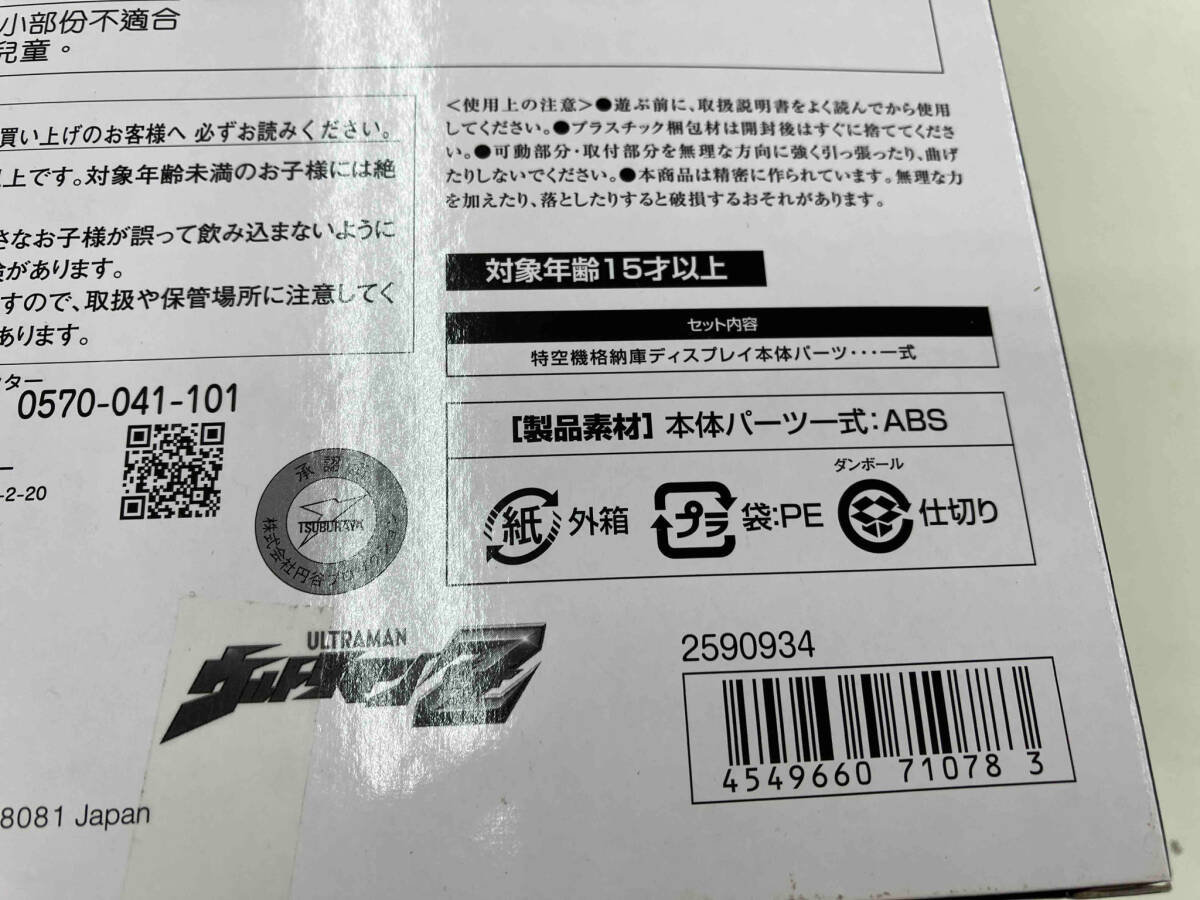 小部份不適合
兒童。
買い上げのお客様へ 必ずお読みください。
上です。対象年齢未満のお子様には絶
さなお子様が誤って飲み込まないように
険があります。
すので、取扱や保管場所に注意してく
あります。
ター
0570-041-101
ー
-2-20
承認
TSUBURAYA
株式会社円谷プロダクション
ULTRAMAN
ウルトラマンZ
8081 Japan
<使用上の注意>●遊ぶ前に、取扱説明書をよく読んでから使用
してください。●プラスチック梱包材は開封後はすぐに捨ててくださ
い。●可動部分・取付部分を無理な方向に強く引っ張ったり、曲げ
たりしないでください。●本商品は精密に作られています。無理な力
を加えたり、落としたりすると破損するおそれがあります。
対象年齢15才以上
セット内容
特空機格納庫ディスプレイ本体パーツ・・・一式
[製品素材] 本体パーツ一式:ABS
ダンボール
紙 外箱 プラ 袋:PE 仕切り
2590934
4549660 710783